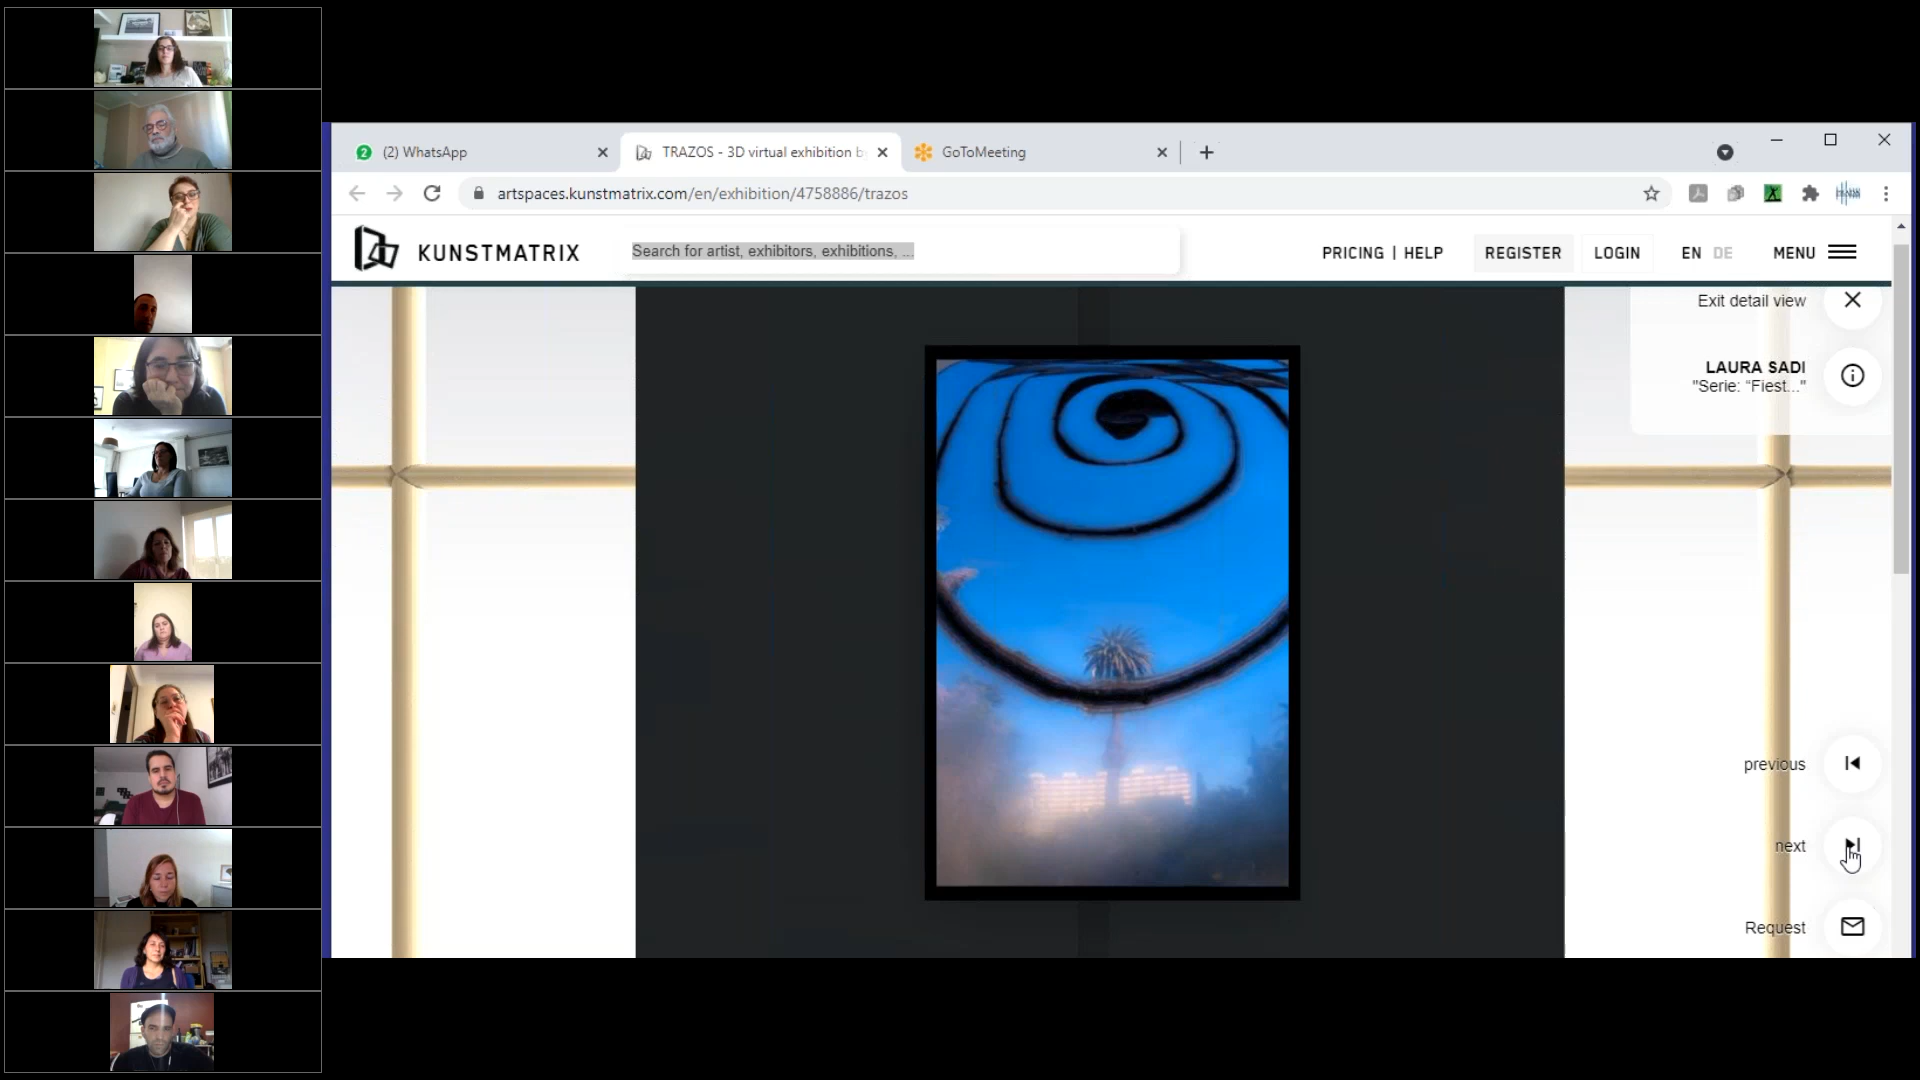 2
(2) WhatsApp
TRAZOS - 3D virtual exhibition b
GoToMeeting
artspaces.kunstmatrix.com/en/exhibition/4758886/trazos
KUNSTMATRIX
Search for artist, exhibitors, exhibitions, ...
PRICING | HELP
REGISTER
LOGIN
EN DE
MENU
Exit detail view
LAURA SADI
"Serie: “Fiest..."
previous
next
Request